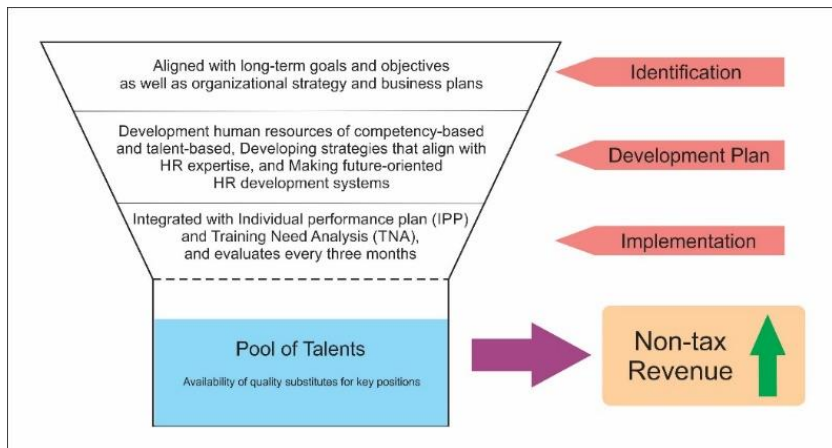 Aligned with long-term goals and objectives
as well as organizational strategy and business plans
Identification
Development human resources of competency-based
and talent-based, Developing strategies that align with
HR expertise, and Making future-oriented
HR development systems
Development Plan
Integrated with Individual performance plan (IPP)
and Training Need Analysis (TNA),
and evaluates every three months
Implementation
Pool of Talents
Availability of quality substitutes for key positions
Non-tax
Revenue